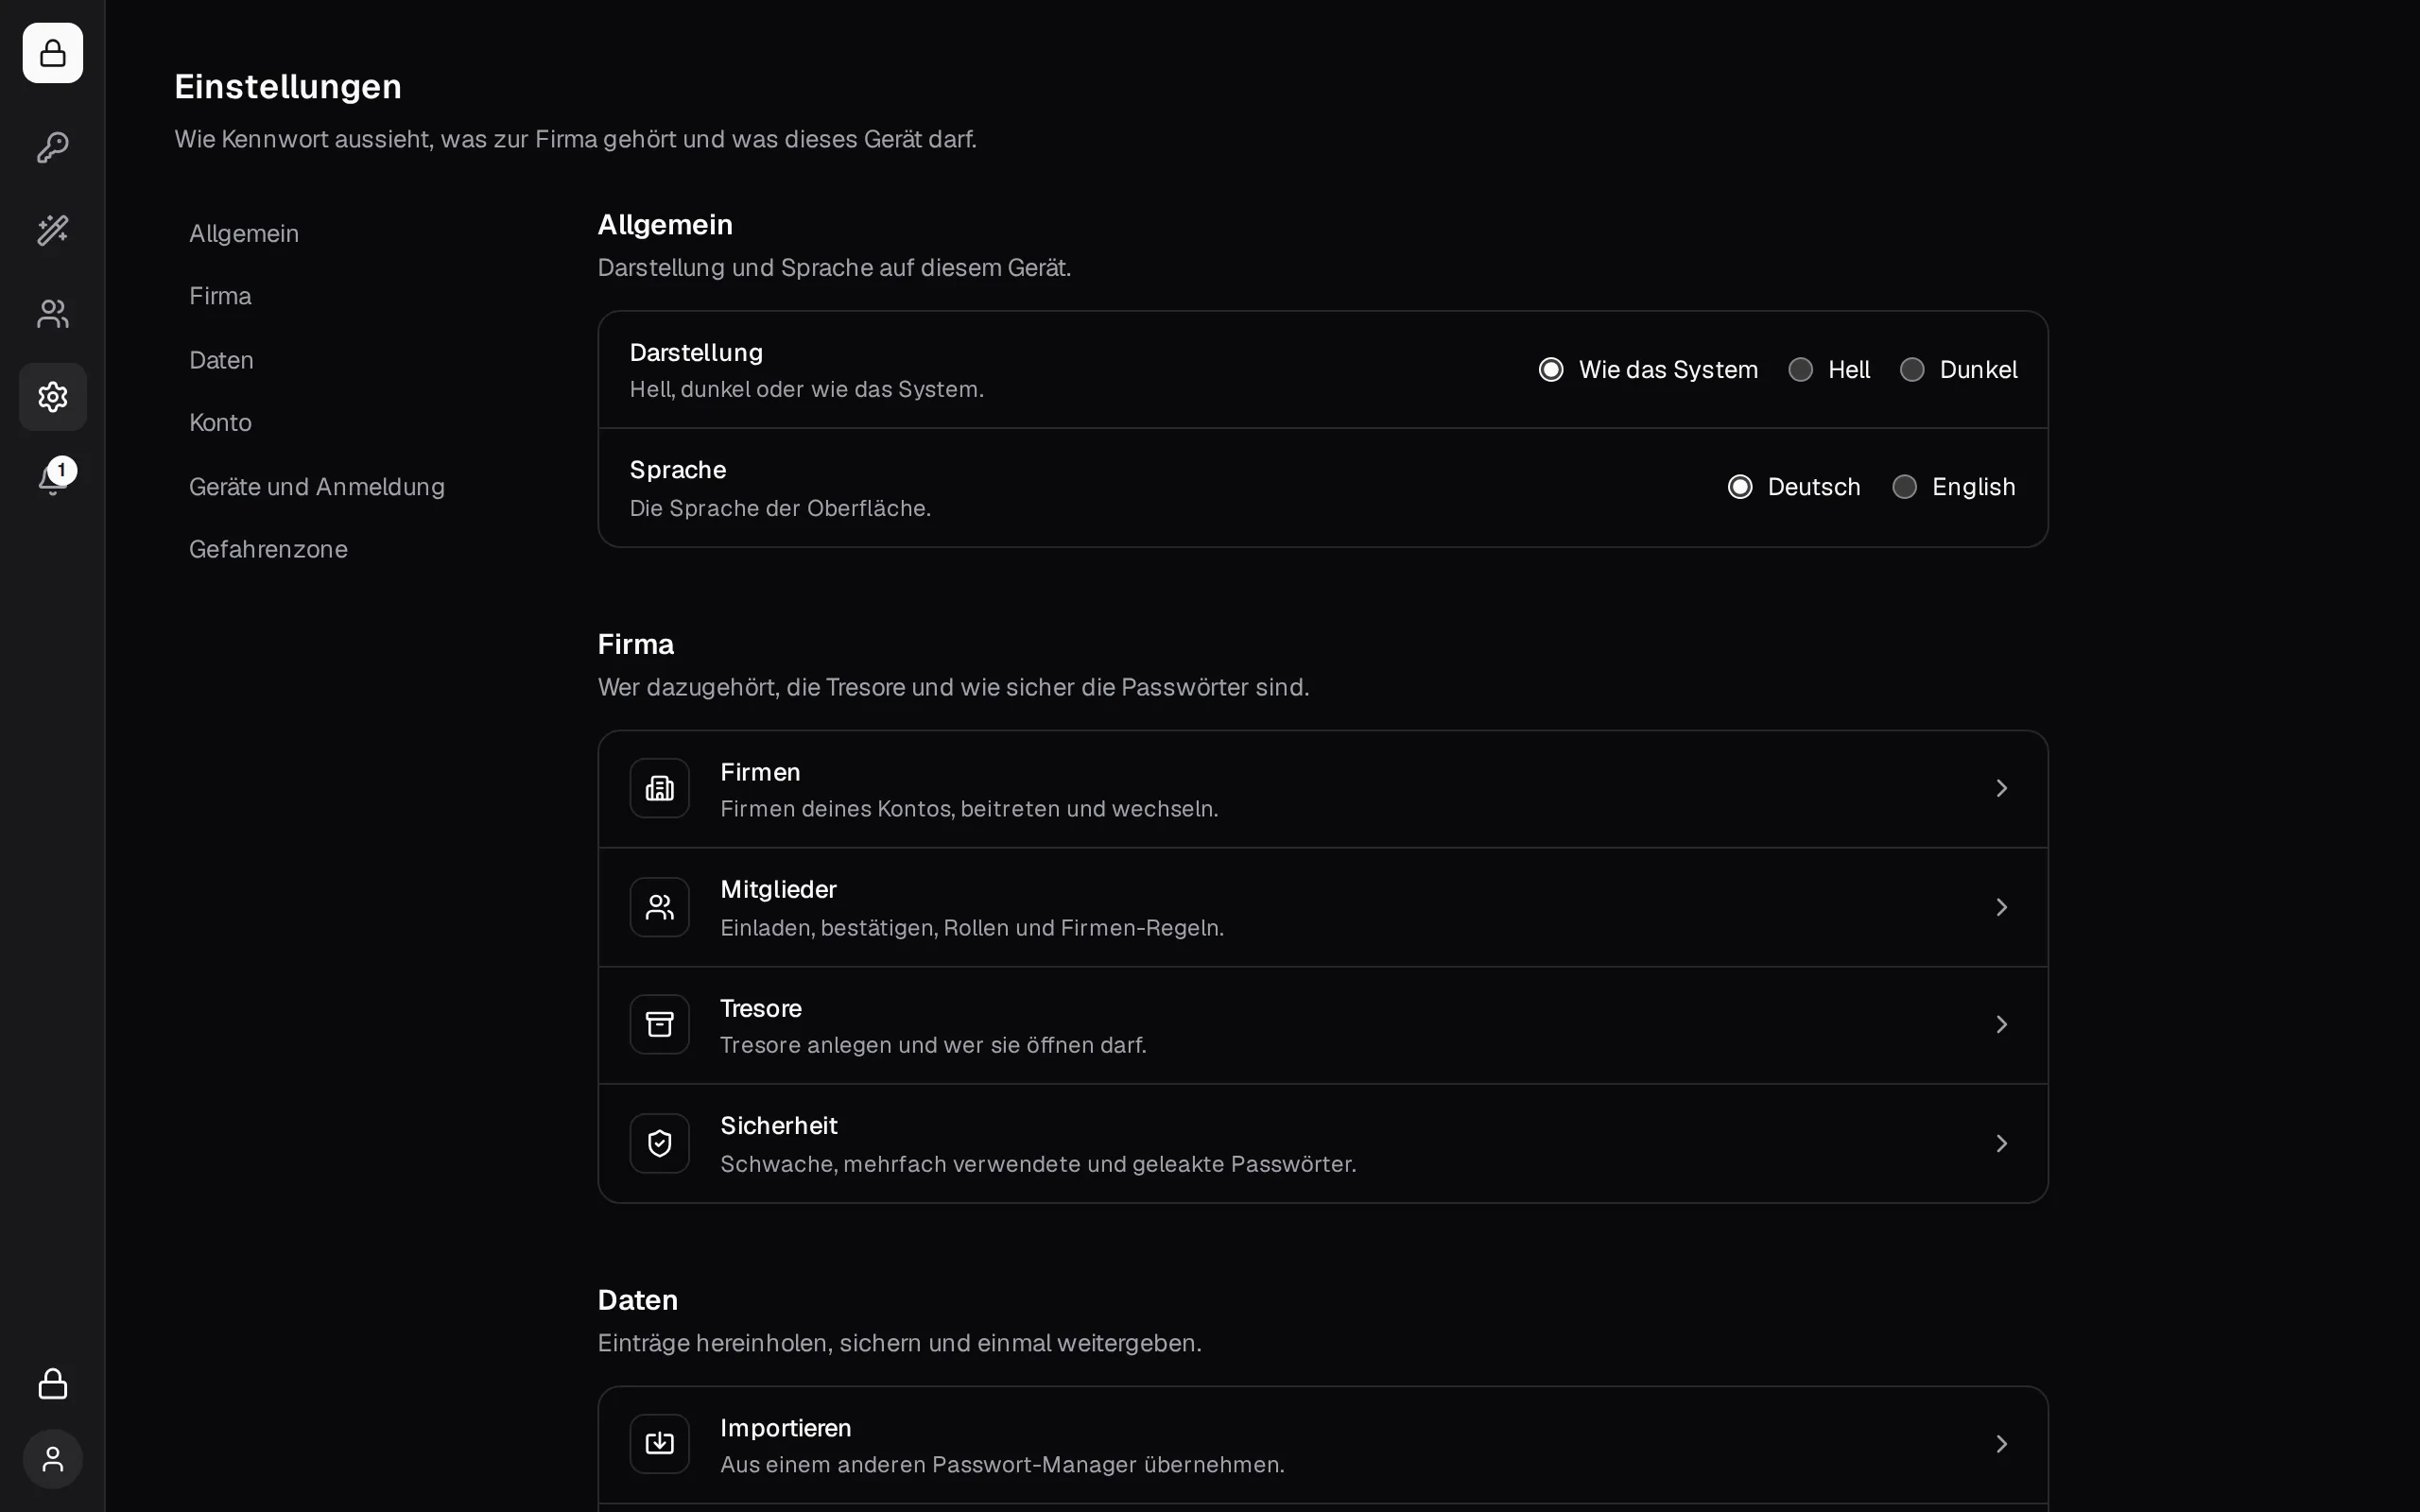 Einstellungen
Wie Kennwort aussieht, was zur Firma gehört und was dieses Gerät darf.
1
Allgemein
Firma
Daten
Konto
Geräte und Anmeldung
Gefahrenzone
Allgemein
Darstellung und Sprache auf diesem Gerät.
Darstellung
Hell, dunkel oder wie das System.
Wie das System Hell Dunkel
Sprache
Die Sprache der Oberfläche.
Deutsch English
Firma
Wer dazugehört, die Tresore und wie sicher die Passwörter sind.
Firmen
Firmen deines Kontos, beitreten und wechseln.
Mitglieder
Einladen, bestätigen, Rollen und Firmen-Regeln.
Tresore
Tresore anlegen und wer sie öffnen darf.
Sicherheit
Schwache, mehrfach verwendete und geleakte Passwörter.
Daten
Einträge hereinholen, sichern und einmal weitergeben.
Importieren
Aus einem anderen Passwort-Manager übernehmen.